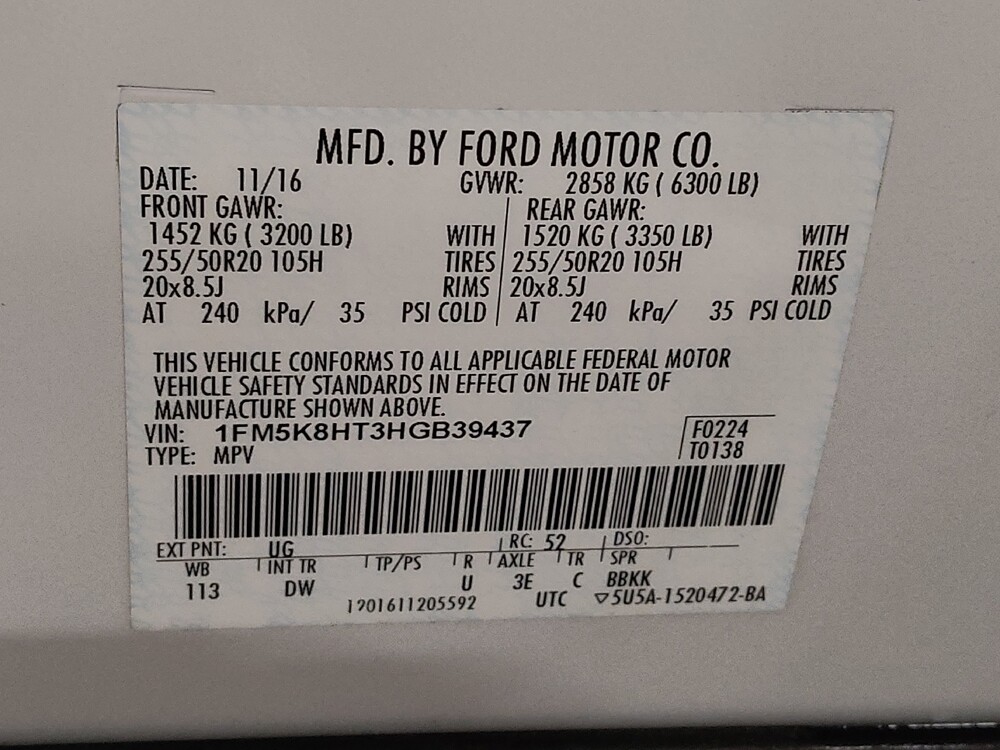 MFD. BY FORD MOTOR CO.
DATE: 11/16 GVWR: 2858 KG ( 6300 LB)
FRONT GAWR: REAR GAWR:
1452 KG ( 3200 LB) WITH 1520 KG ( 3350 LB) WITH
255/50R20 105H TIRES 255/50R20 105H TIRES
20x8.5J RIMS 20x8.5J RIMS
AT 240 kPa/ 35 PSI COLD AT 240 kPa/ 35 PSI COLD
THIS VEHICLE CONFORMS TO ALL APPLICABLE FEDERAL MOTOR
VEHICLE SAFETY STANDARDS IN EFFECT ON THE DATE OF
MANUFACTURE SHOWN ABOVE.
VIN: 1FM5K8HT3HGB39437 F0224
TYPE: MPV T0138
EXT PNT: UG RC: 52 DSO:
WB INT TR TP/PS R AXLE TR SPR
113 DW U 3E C BBKK
1201611205592 UTC ▽5U5A-1520472-BA